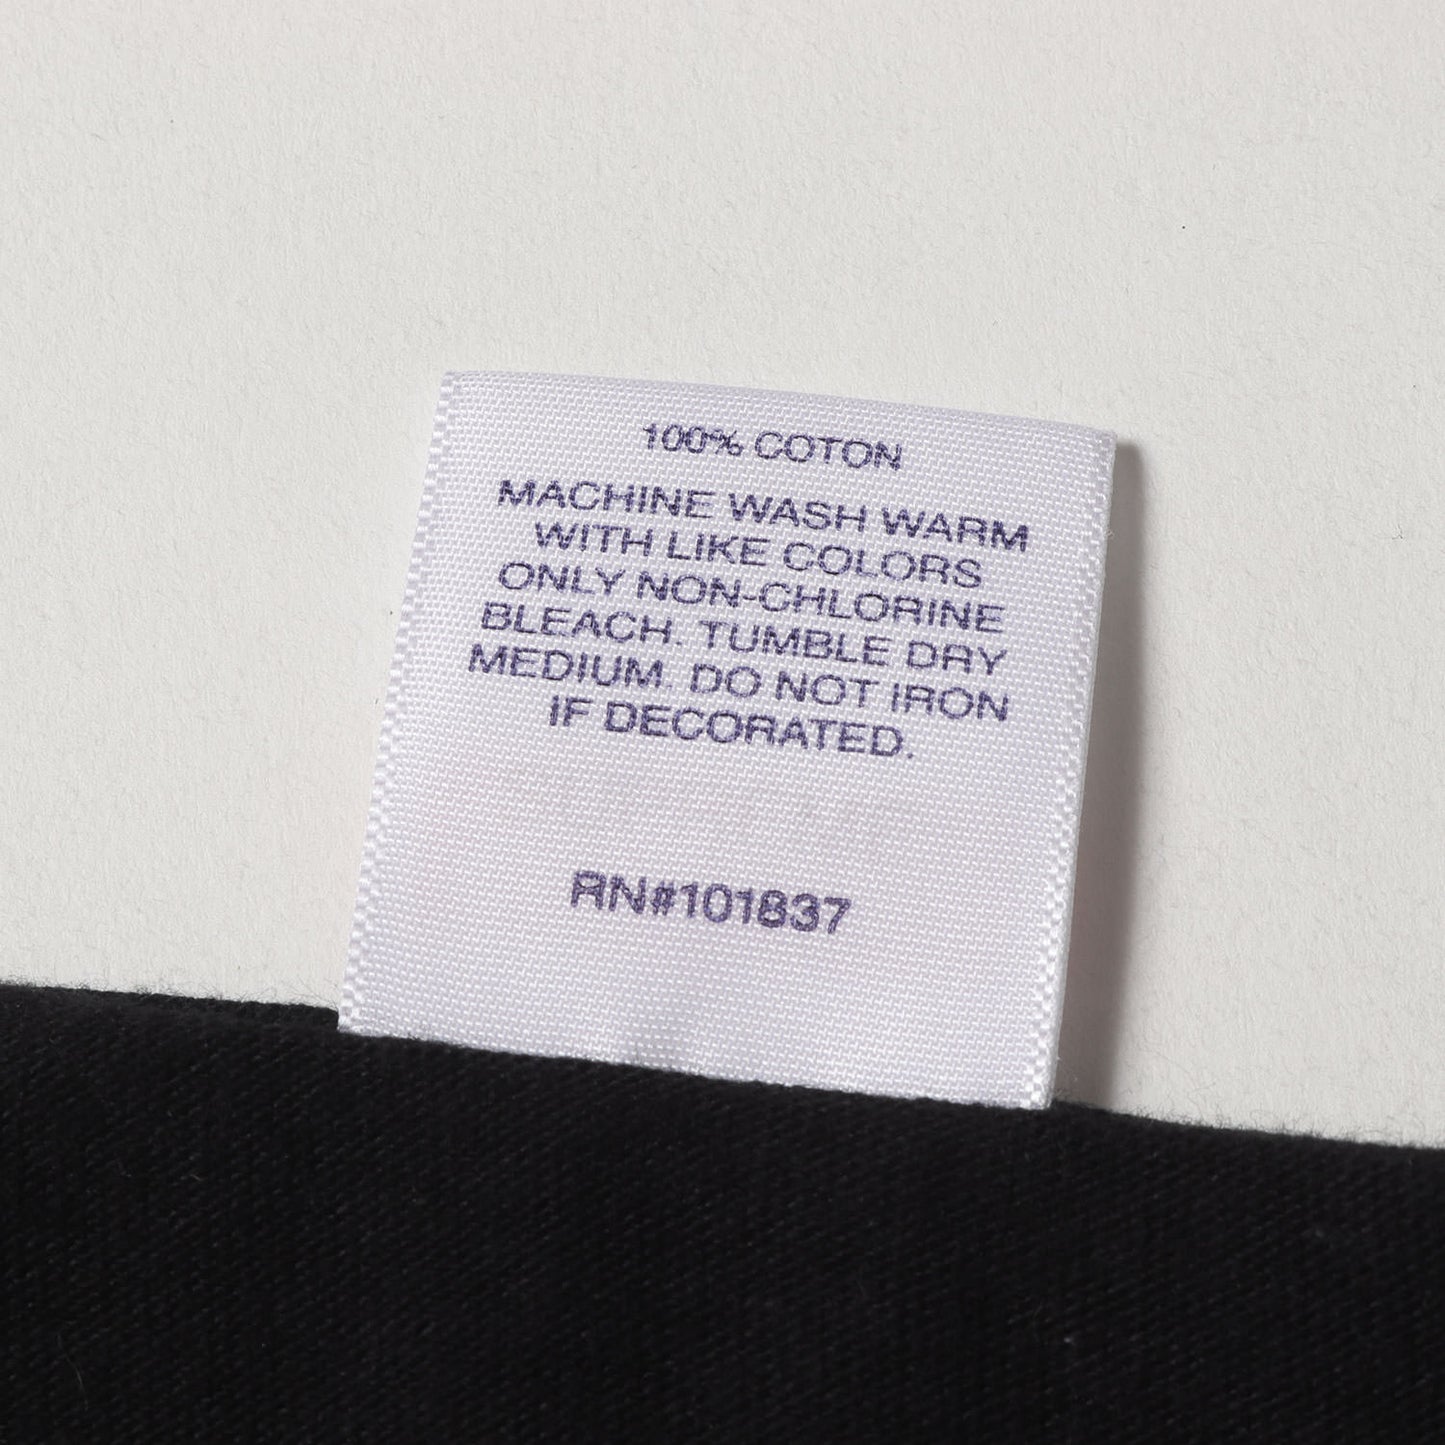 100% COTON
MACHINE WASH WARM
WITH LIKE COLORS
ONLY NON-CHLORINE
BLEACH. TUMBLE DRY
MEDIUM. DO NOT IRON
IF DECORATED.
RN#101837